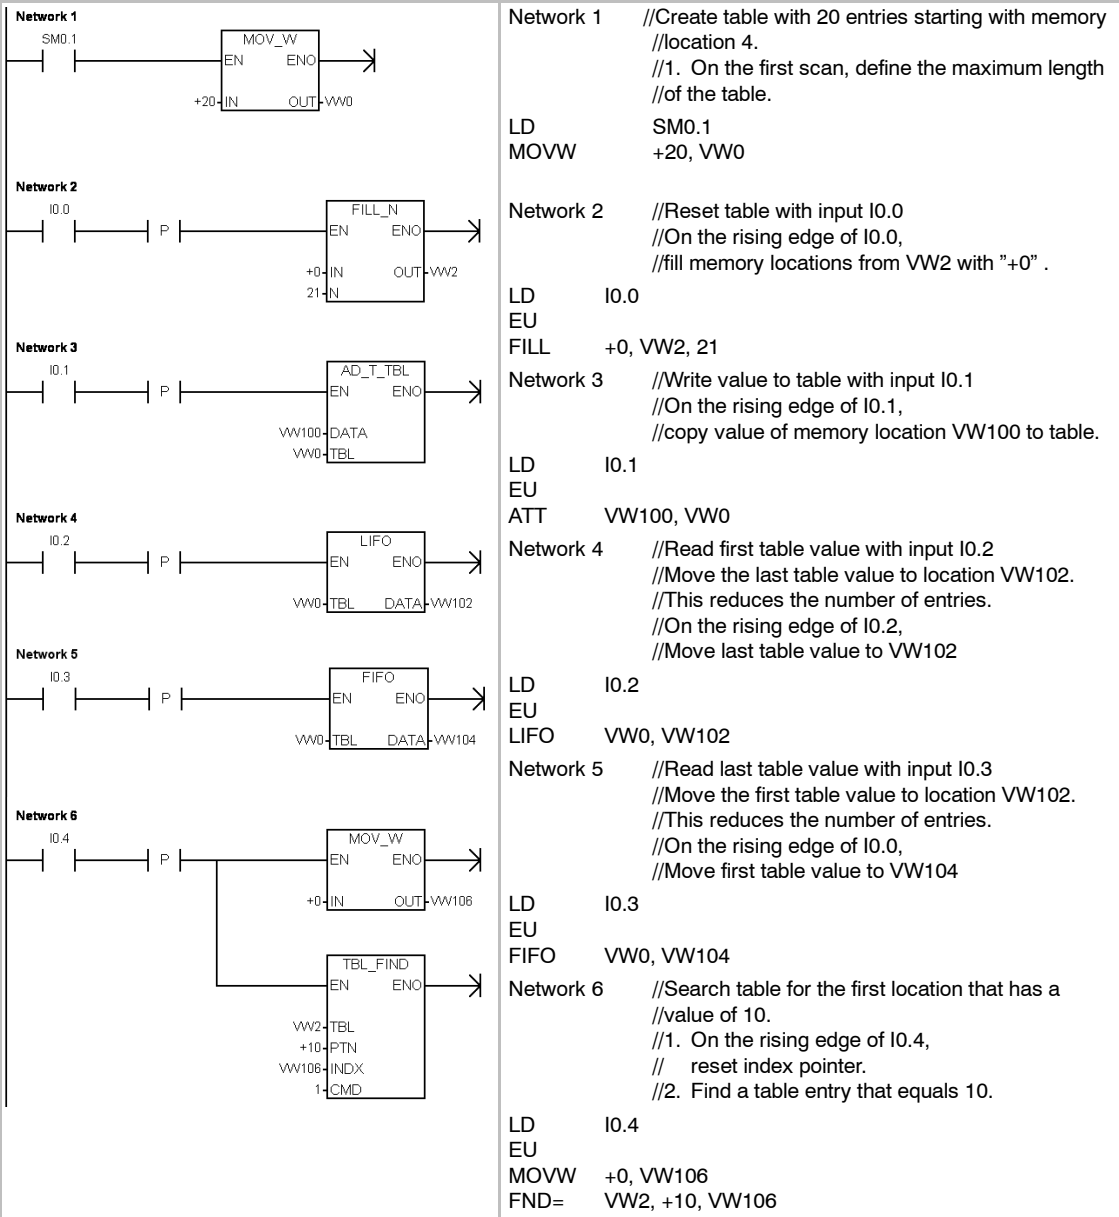 Network 1
SM0.1
MOV_W
EN ENO
+20 IN OUT VW0
Network 2
I0.0
P
FILL_N
EN ENO
+0 IN OUT VW2
21 N
Network 3
I0.1
P
AD_T_TBL
EN ENO
VW100 DATA
VW0 TBL
Network 4
I0.2
P
LIFO
EN ENO
VW0 TBL DATA VW102
Network 5
I0.3
P
FIFO
EN ENO
VW0 TBL DATA VW104
Network 6
I0.4
P
MOV_W
EN ENO
+0 IN OUT VW106
TBL_FIND
EN ENO
VW2 TBL
+10 PTN
VW106 INDX
1 CMD
Network 1 //Create table with 20 entries starting with memory
//location 4.
//1. On the first scan, define the maximum length
//of the table.
LD SM0.1
MOVW +20, VW0
Network 2 //Reset table with input I0.0
//On the rising edge of I0.0,
//fill memory locations from VW2 with ”+0” .
LD I0.0
EU
FILL +0, VW2, 21
Network 3 //Write value to table with input I0.1
//On the rising edge of I0.1,
//copy value of memory location VW100 to table.
LD I0.1
EU
ATT VW100, VW0
Network 4 //Read first table value with input I0.2
//Move the last table value to location VW102.
//This reduces the number of entries.
//On the rising edge of I0.2,
//Move last table value to VW102
LD I0.2
EU
LIFO VW0, VW102
Network 5 //Read last table value with input I0.3
//Move the first table value to location VW102.
//This reduces the number of entries.
//On the rising edge of I0.0,
//Move first table value to VW104
LD I0.3
EU
FIFO VW0, VW104
Network 6 //Search table for the first location that has a
//value of 10.
//1. On the rising edge of I0.4,
// reset index pointer.
//2. Find a table entry that equals 10.
LD I0.4
EU
MOVW +0, VW106
FND= VW2, +10, VW106